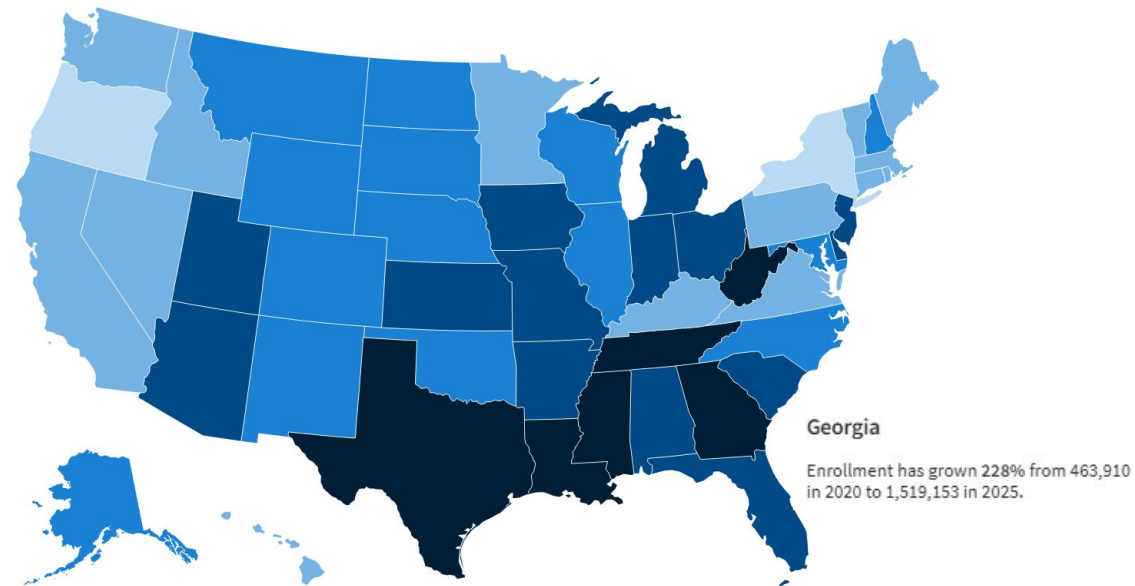 Georgia
Enrollment has grown 228% from 463,910
in 2020 to 1,519,153 in 2025.